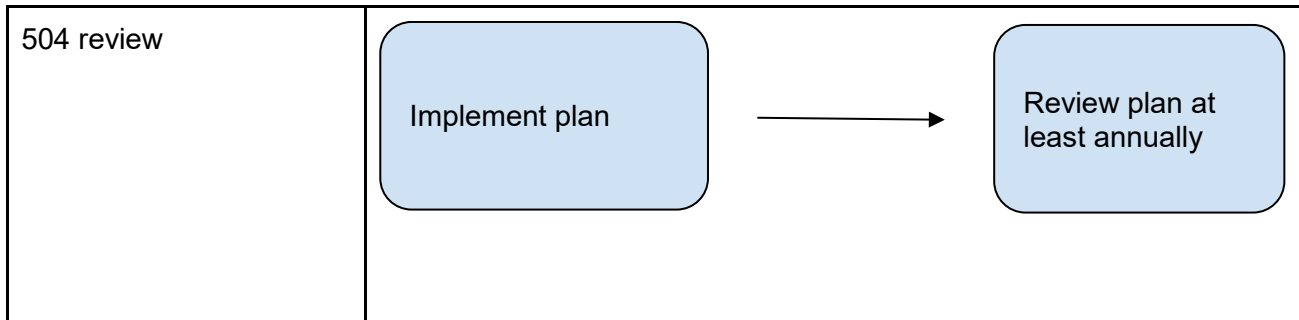 504 review
Implement plan
Review plan at
least annually